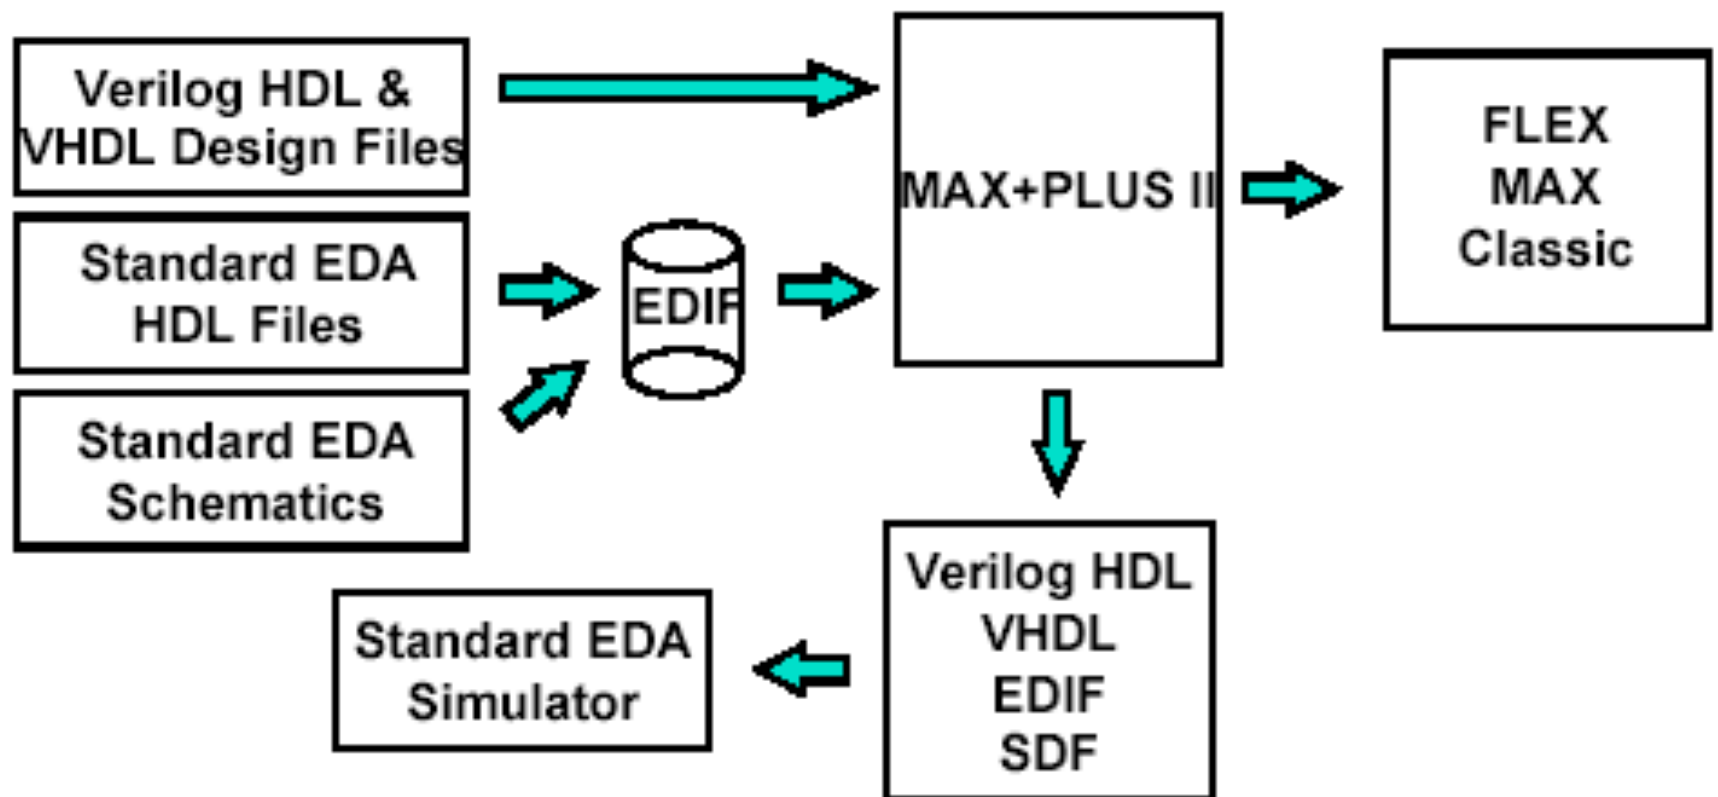 Verilog HDL &
VHDL Design Files
Standard EDA
HDL Files
Standard EDA
Schematics
EDIF
MAX+PLUS II
FLEX
MAX
Classic
Verilog HDL
VHDL
EDIF
SDF
Standard EDA
Simulator